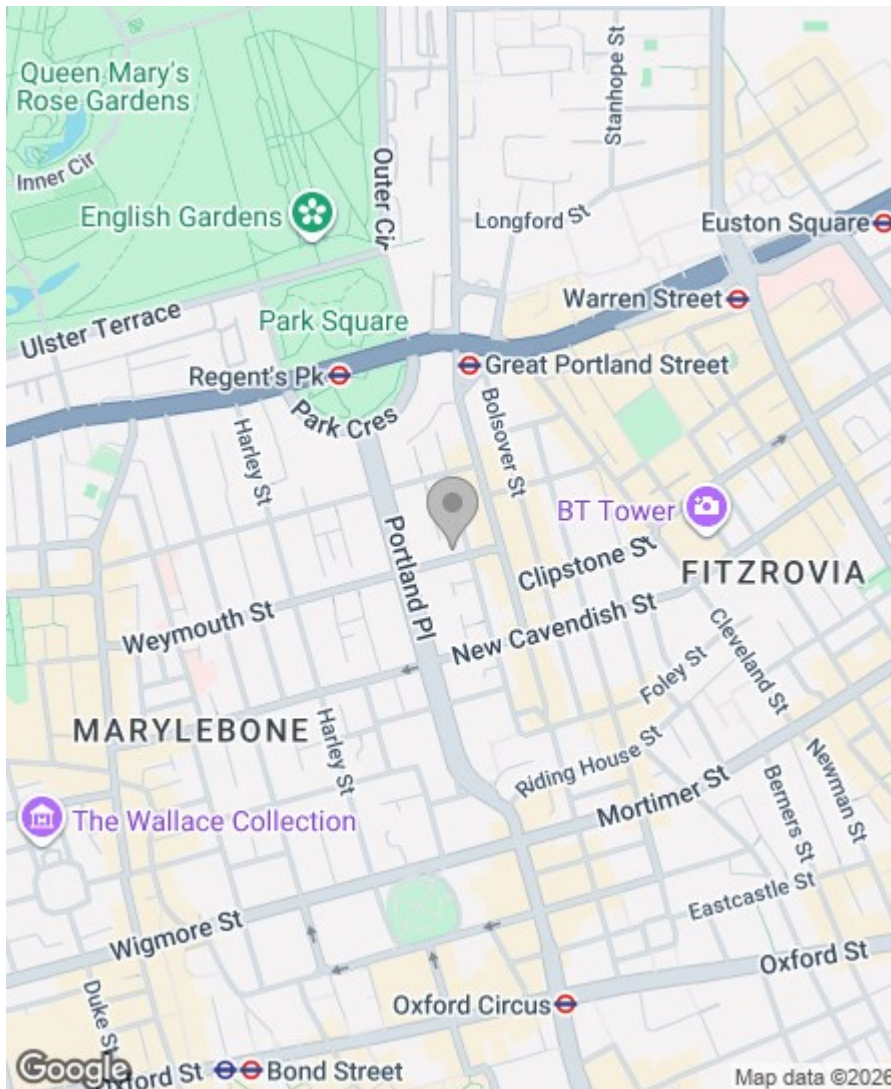 Queen Mary's
Rose Gardens
Inner Cir
Outer Cir
Stanhope St
English Gardens
Longford St
Euston Square
Warren Street
Ulster Terrace
Park Square
Regent's Pk
Great Portland Street
Park Cres
Harley St
Bolsover St
BT Tower
Portland Pl
Clipstone St
FITZROVIA
Weymouth St
New Cavendish St
Cleveland St
Foley St
MARYLEBONE
Harley St
Riding House St
Newman St
Berners St
Mortimer St
The Wallace Collection
Eastcastle St
Wigmore St
Oxford St
Duke St
Oxford Circus
Google
Oxford St
Bond Street
Map data ©2026